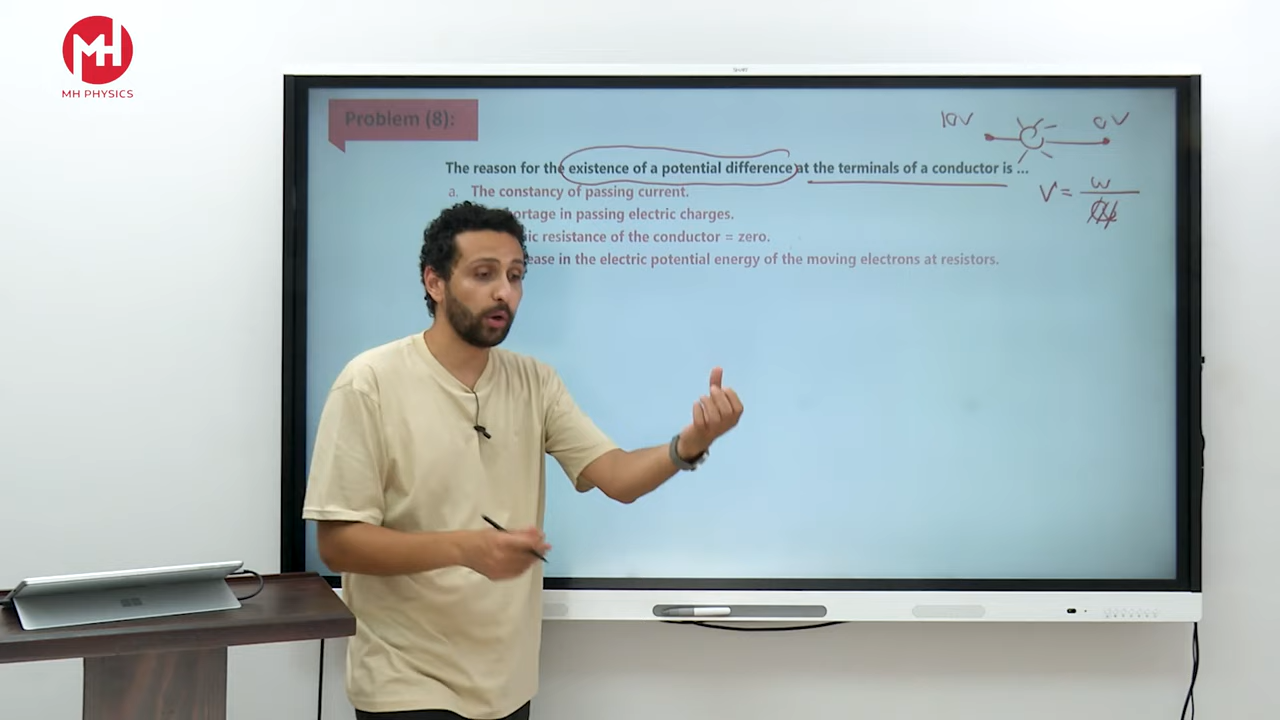 MH
MH PHYSICS
Problem (8):
10V 0V
The reason for the existence of a potential difference at the terminals of a conductor is ...
V = W
a. The constancy of passing current.
ortage in passing electric charges.
ic resistance of the conductor = zero.
ease in the electric potential energy of the moving electrons at resistors.